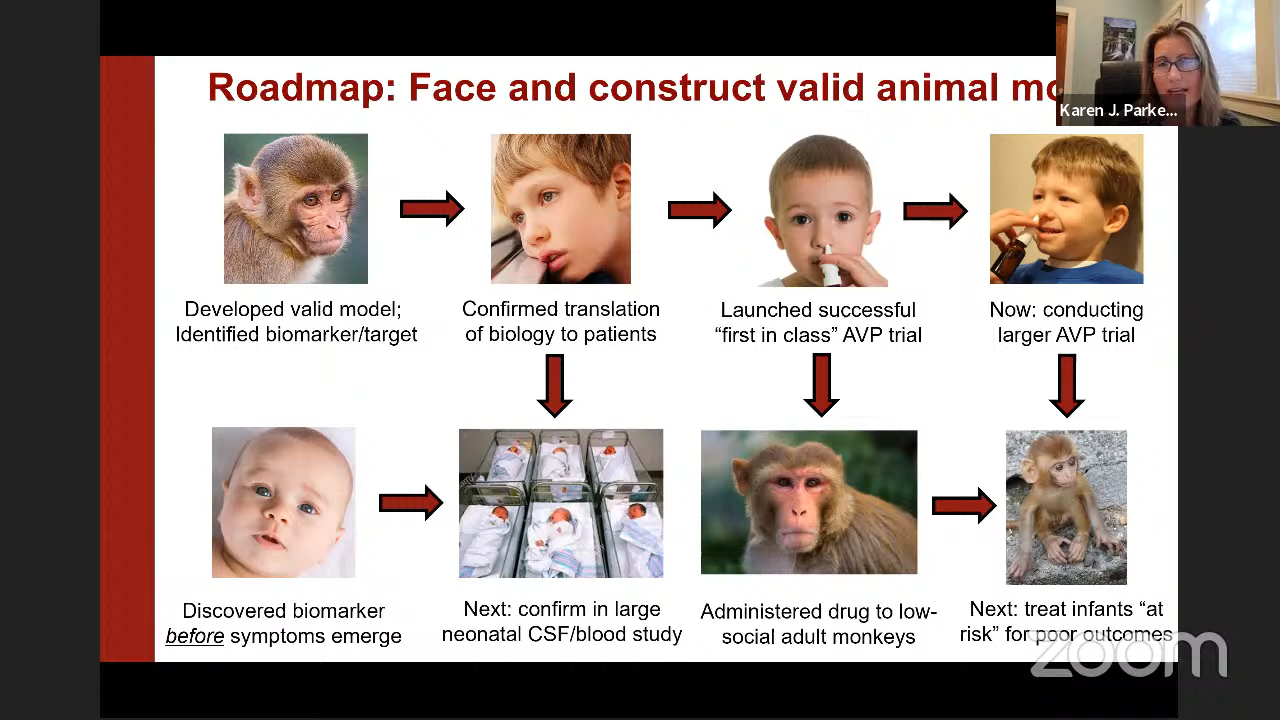 Roadmap: Face and construct valid animal mo
Karen J. Parke...
Developed valid model;
Identified biomarker/target
Confirmed translation
of biology to patients
Launched successful
“first in class” AVP trial
Now: conducting
larger AVP trial
Discovered biomarker
before symptoms emerge
Next: confirm in large
neonatal CSF/blood study
Administered drug to low-
social adult monkeys
Next: treat infants “at
risk” for poor outcomes
zoom